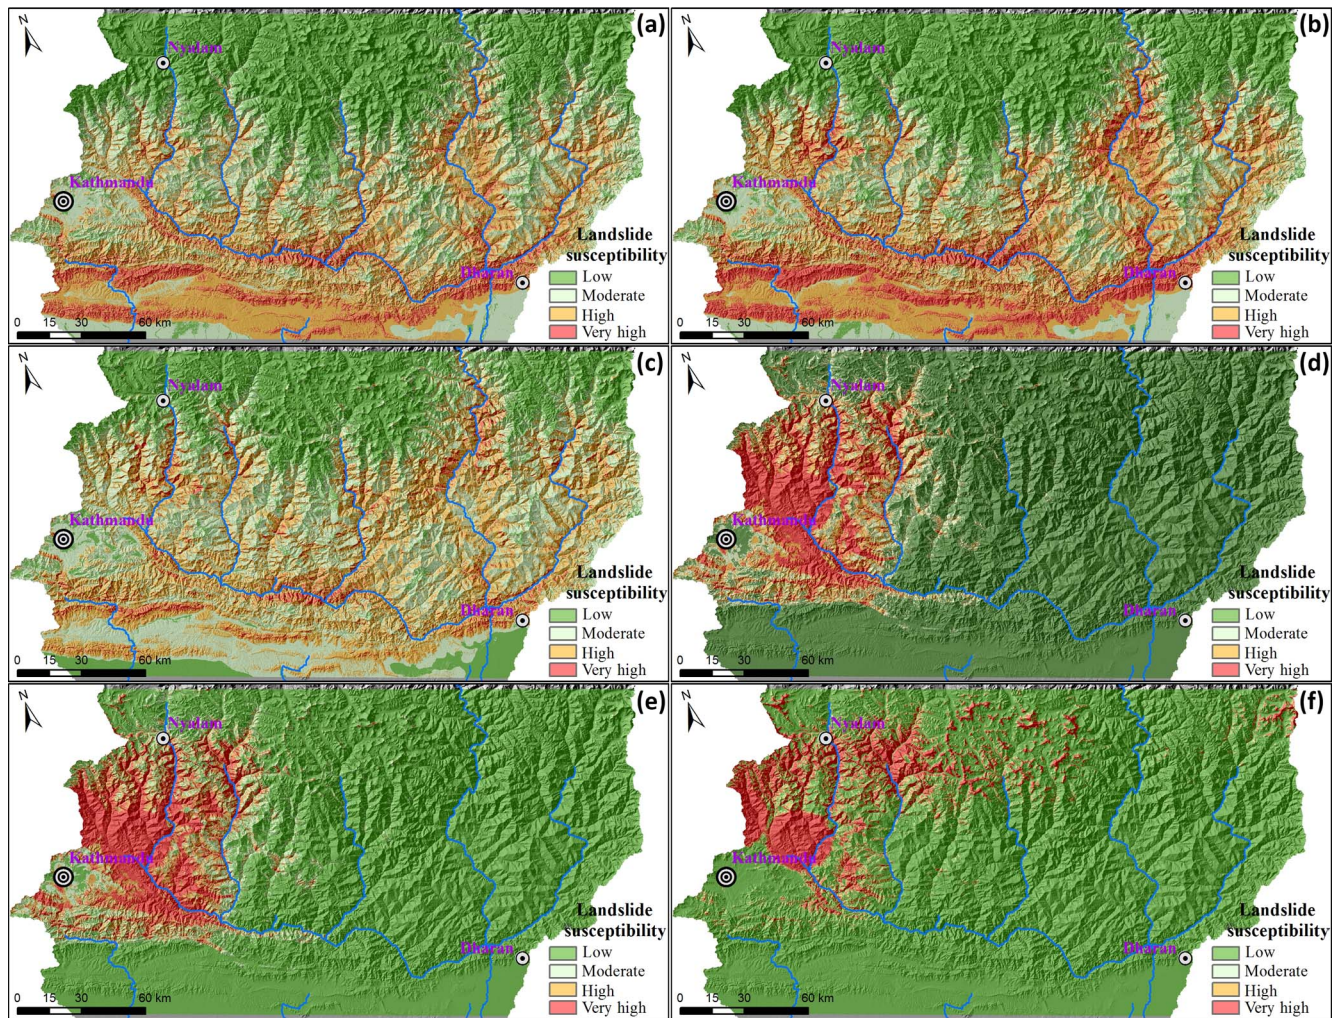 N
(a)
Nyalam
Kathmandu
Dharan
Landslide
susceptibility
Low
Moderate
High
Very high
0 15 30 60 km
N
(b)
Nyalam
Kathmandu
Dharan
Landslide
susceptibility
Low
Moderate
High
Very high
0 15 30 60 km
N
(c)
Nyalam
Kathmandu
Dharan
Landslide
susceptibility
Low
Moderate
High
Very high
0 15 30 60 km
N
(d)
Nyalam
Kathmandu
Dharan
Landslide
susceptibility
Low
Moderate
High
Very high
0 15 30 60 km
N
(e)
Nyalam
Kathmandu
Dharan
Landslide
susceptibility
Low
Moderate
High
Very high
0 15 30 60 km
N
(f)
Nyalam
Kathmandu
Dharan
Landslide
susceptibility
Low
Moderate
High
Very high
0 15 30 60 km